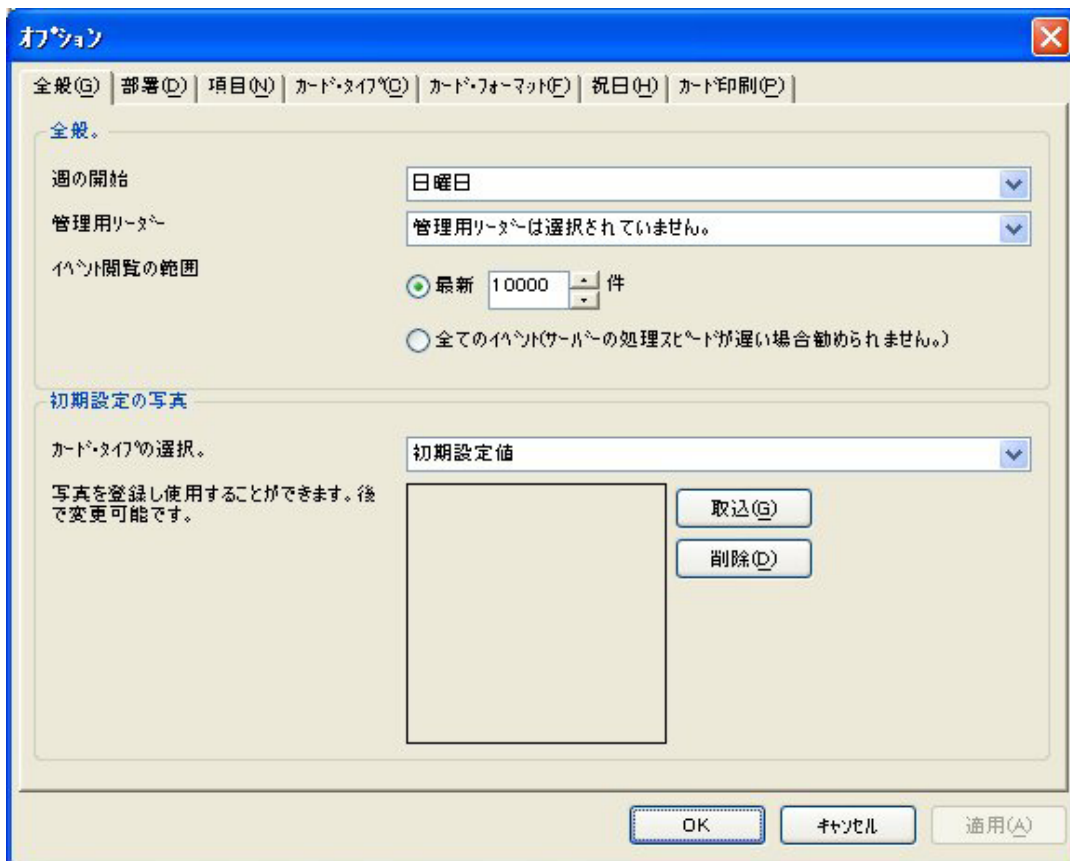 オプション
全般(G) 部署(D) 項目(N) カード・タイプ(C) カード・フォーマット(F) 祝日(H) カード印刷(P)
全般。
週の開始 日曜日
管理用リーダー 管理用リーダーは選択されていません。
イベント閲覧の範囲
最新 10000 件
全てのイベント(サーバーの処理スピードが遅い場合勧められません。)
初期設定の写真
カード・タイプの選択。 初期設定値
写真を登録し使用することができます。後
で変更可能です。
取込(G)
削除(D)
OK キャンセル 適用(A)